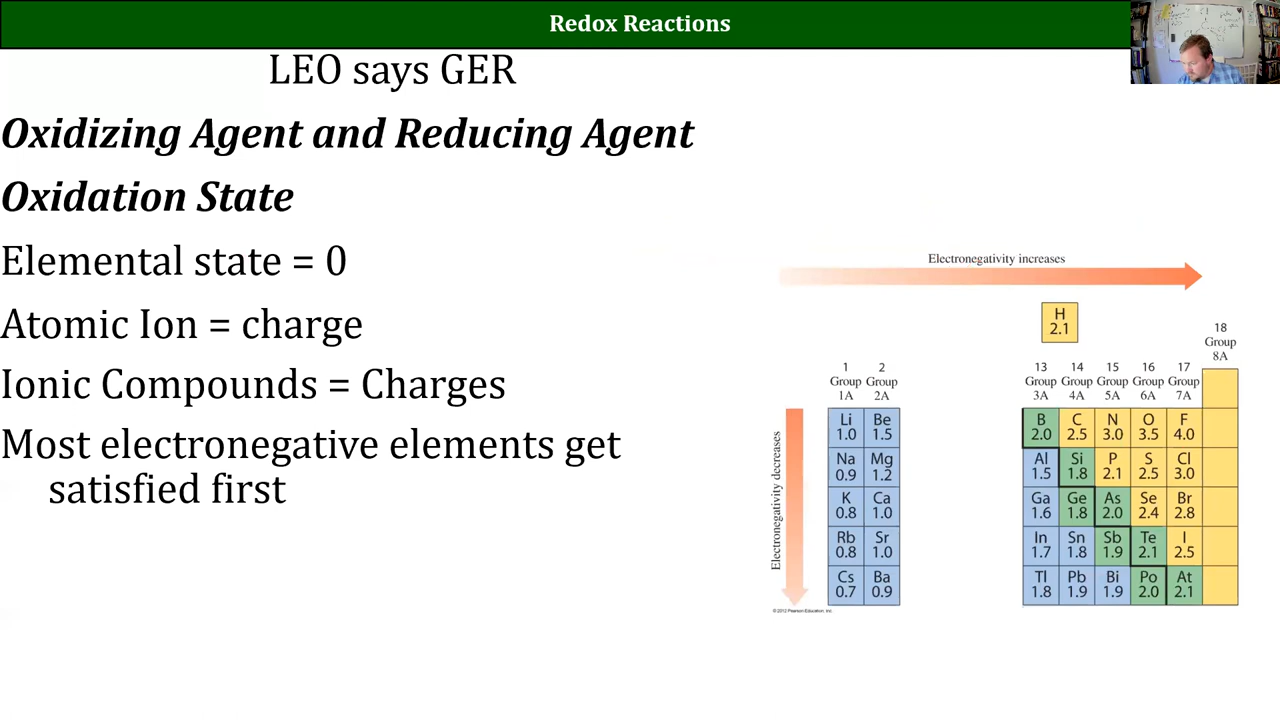 Redox Reactions
LEO says GER
Oxidizing Agent and Reducing Agent
Oxidation State
Elemental state = 0
Atomic Ion = charge
Ionic Compounds = Charges
Most electronegative elements get
satisfied first
Electronegativity increases
H
2.1
18
Group
8A
1 2 13 14 15 16 17
Group Group Group Group Group Group Group
1A 2A 3A 4A 5A 6A 7A
Electronegativity decreases
Li Be B C N O F
1.0 1.5 2.0 2.5 3.0 3.5 4.0
Na Mg Al Si P S Cl
0.9 1.2 1.5 1.8 2.1 2.5 3.0
K Ca Ga Ge As Se Br
0.8 1.0 1.6 1.8 2.0 2.4 2.8
Rb Sr In Sn Sb Te I
0.8 1.0 1.7 1.8 1.9 2.1 2.5
Cs Ba Tl Pb Bi Po At
0.7 0.9 1.8 1.9 1.9 2.0 2.1
© 2012 Pearson Education, Inc.